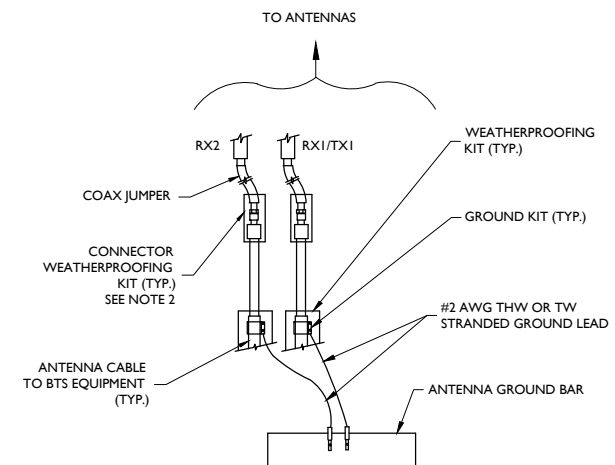 TO ANTENNAS
RX2
RX1/TX1
WEATHERPROOFING
KIT (TYP.)
COAX JUMPER
GROUND KIT (TYP.)
CONNECTOR
WEATHERPROOFING
KIT (TYP.)
SEE NOTE 2
#2 AWG THW OR TW
STRANDED GROUND LEAD
ANTENNA CABLE
TO BTS EQUIPMENT
(TYP.)
ANTENNA GROUND BAR